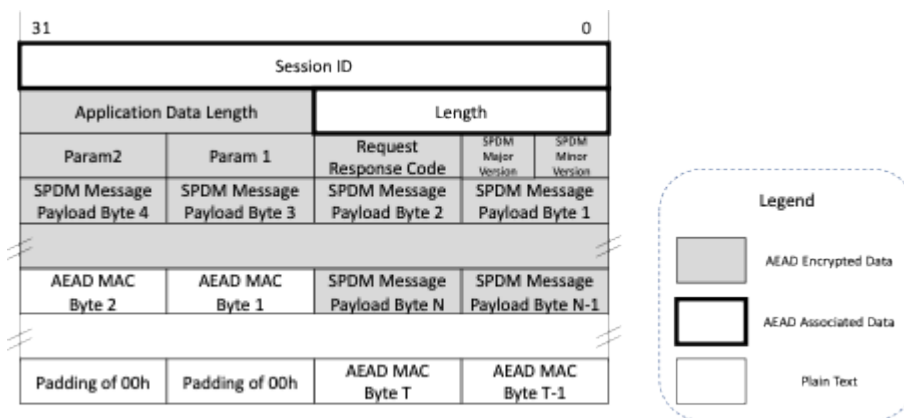 31 0
Session ID
Application Data Length Length
Param2 Param 1 Request Response Code SPDM Major Version SPDM Minor Version
SPDM Message Payload Byte 4 SPDM Message Payload Byte 3 SPDM Message Payload Byte 2 SPDM Message Payload Byte 1
AEAD MAC Byte 2 AEAD MAC Byte 1 SPDM Message Payload Byte N SPDM Message Payload Byte N-1
Padding of 00h Padding of 00h AEAD MAC Byte T AEAD MAC Byte T-1
Legend
AEAD Encrypted Data
AEAD Associated Data
Plain Text